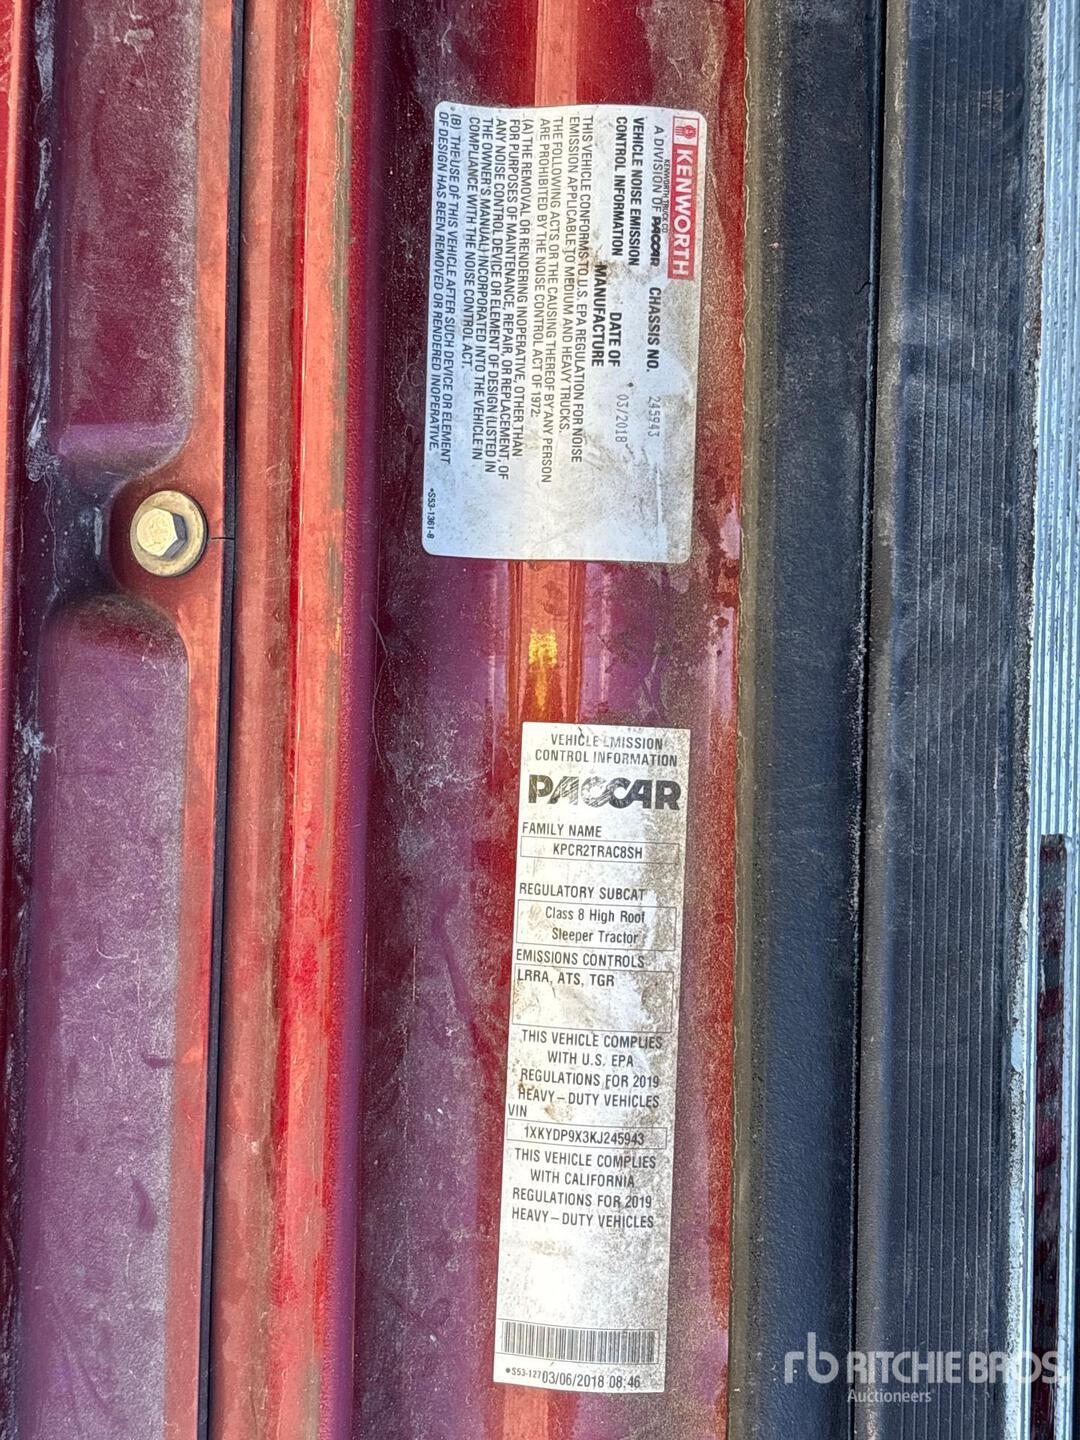 KENWORTH
KENWORTH TRUCK CO.
A DIVISION OF PACCAR
CHASSIS NO. 245943
VEHICLE NOISE EMISSION
CONTROL INFORMATION
DATE OF
MANUFACTURE
03/2018
THIS VEHICLE CONFORMS TO U.S. EPA REGULATION FOR NOISE
EMISSION APPLICABLE TO MEDIUM AND HEAVY TRUCKS.
THE FOLLOWING ACTS OR THE CAUSING THEREOF BY ANY PERSON
ARE PROHIBITED BY THE NOISE CONTROL ACT OF 1972:
(A) THE REMOVAL OR RENDERING INOPERATIVE, OTHER THAN
FOR PURPOSES OF MAINTENANCE, REPAIR, OR REPLACEMENT, OF
ANY NOISE CONTROL DEVICE OR ELEMENT OF DESIGN (LISTED IN
THE OWNER'S MANUAL) INCORPORATED INTO THE VEHICLE IN
COMPLIANCE WITH THE NOISE CONTROL ACT.
(B) THE USE OF THIS VEHICLE AFTER SUCH DEVICE OR ELEMENT
OF DESIGN HAS BEEN REMOVED OR RENDERED INOPERATIVE.
•S53-1361-8
VEHICLE EMISSION
CONTROL INFORMATION
PACCAR
FAMILY NAME
KPCR2TRAC8SH
REGULATORY SUBCAT
Class 8 High Roof
Sleeper Tractor
EMISSIONS CONTROLS
LRRA, ATS, TGR
THIS VEHICLE COMPLIES
WITH U.S. EPA
REGULATIONS FOR 2019
HEAVY-DUTY VEHICLES
VIN
1XKYDP9X3KJ245943
THIS VEHICLE COMPLIES
WITH CALIFORNIA
REGULATIONS FOR 2019
HEAVY-DUTY VEHICLES
•S53-127 03/06/2018 08:46
rb RITCHIE BROS
Auctioneers